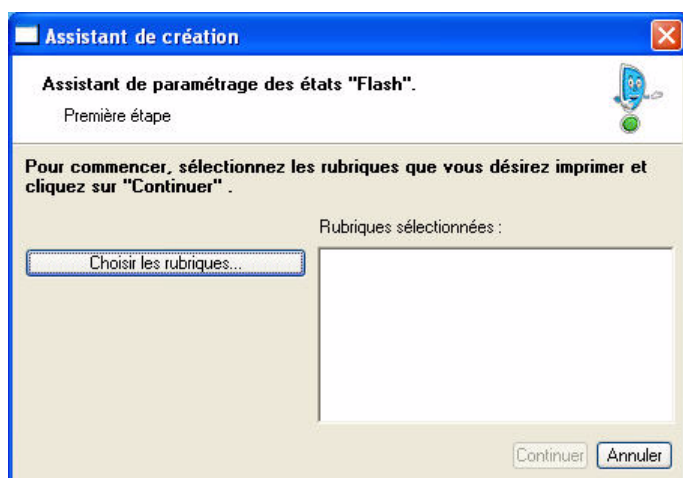 Assistant de création
Assistant de paramétrage des états "Flash".
Première étape
Pour commencer, sélectionnez les rubriques que vous désirez imprimer et
cliquez sur "Continuer" .
Rubriques sélectionnées :
Choisir les rubriques...
Continuer Annuler